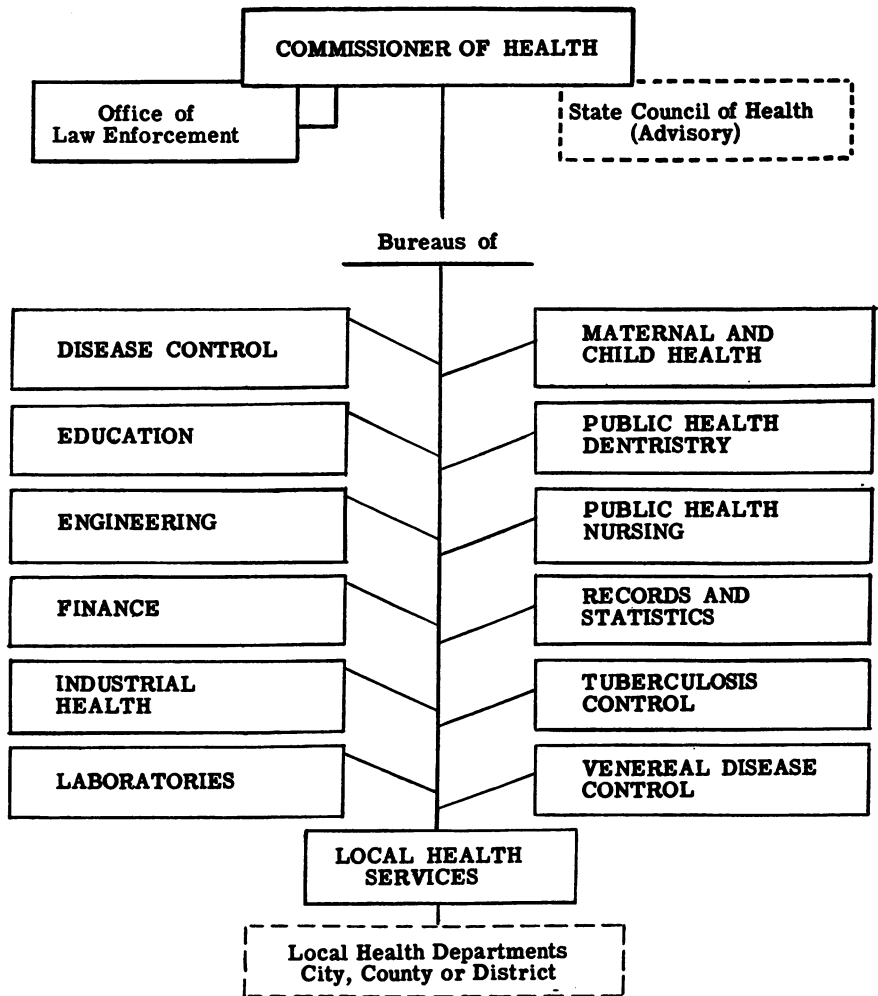 COMMISSIONER OF HEALTH
Office of
Law Enforcement
State Council of Health
(Advisory)
Bureaus of
DISEASE CONTROL
EDUCATION
ENGINEERING
FINANCE
INDUSTRIAL
HEALTH
LABORATORIES
MATERNAL AND
CHILD HEALTH
PUBLIC HEALTH
DENTRISTRY
PUBLIC HEALTH
NURSING
RECORDS AND
STATISTICS
TUBERCULOSIS
CONTROL
VENEREAL DISEASE
CONTROL
LOCAL HEALTH
SERVICES
Local Health Departments
City, County or District